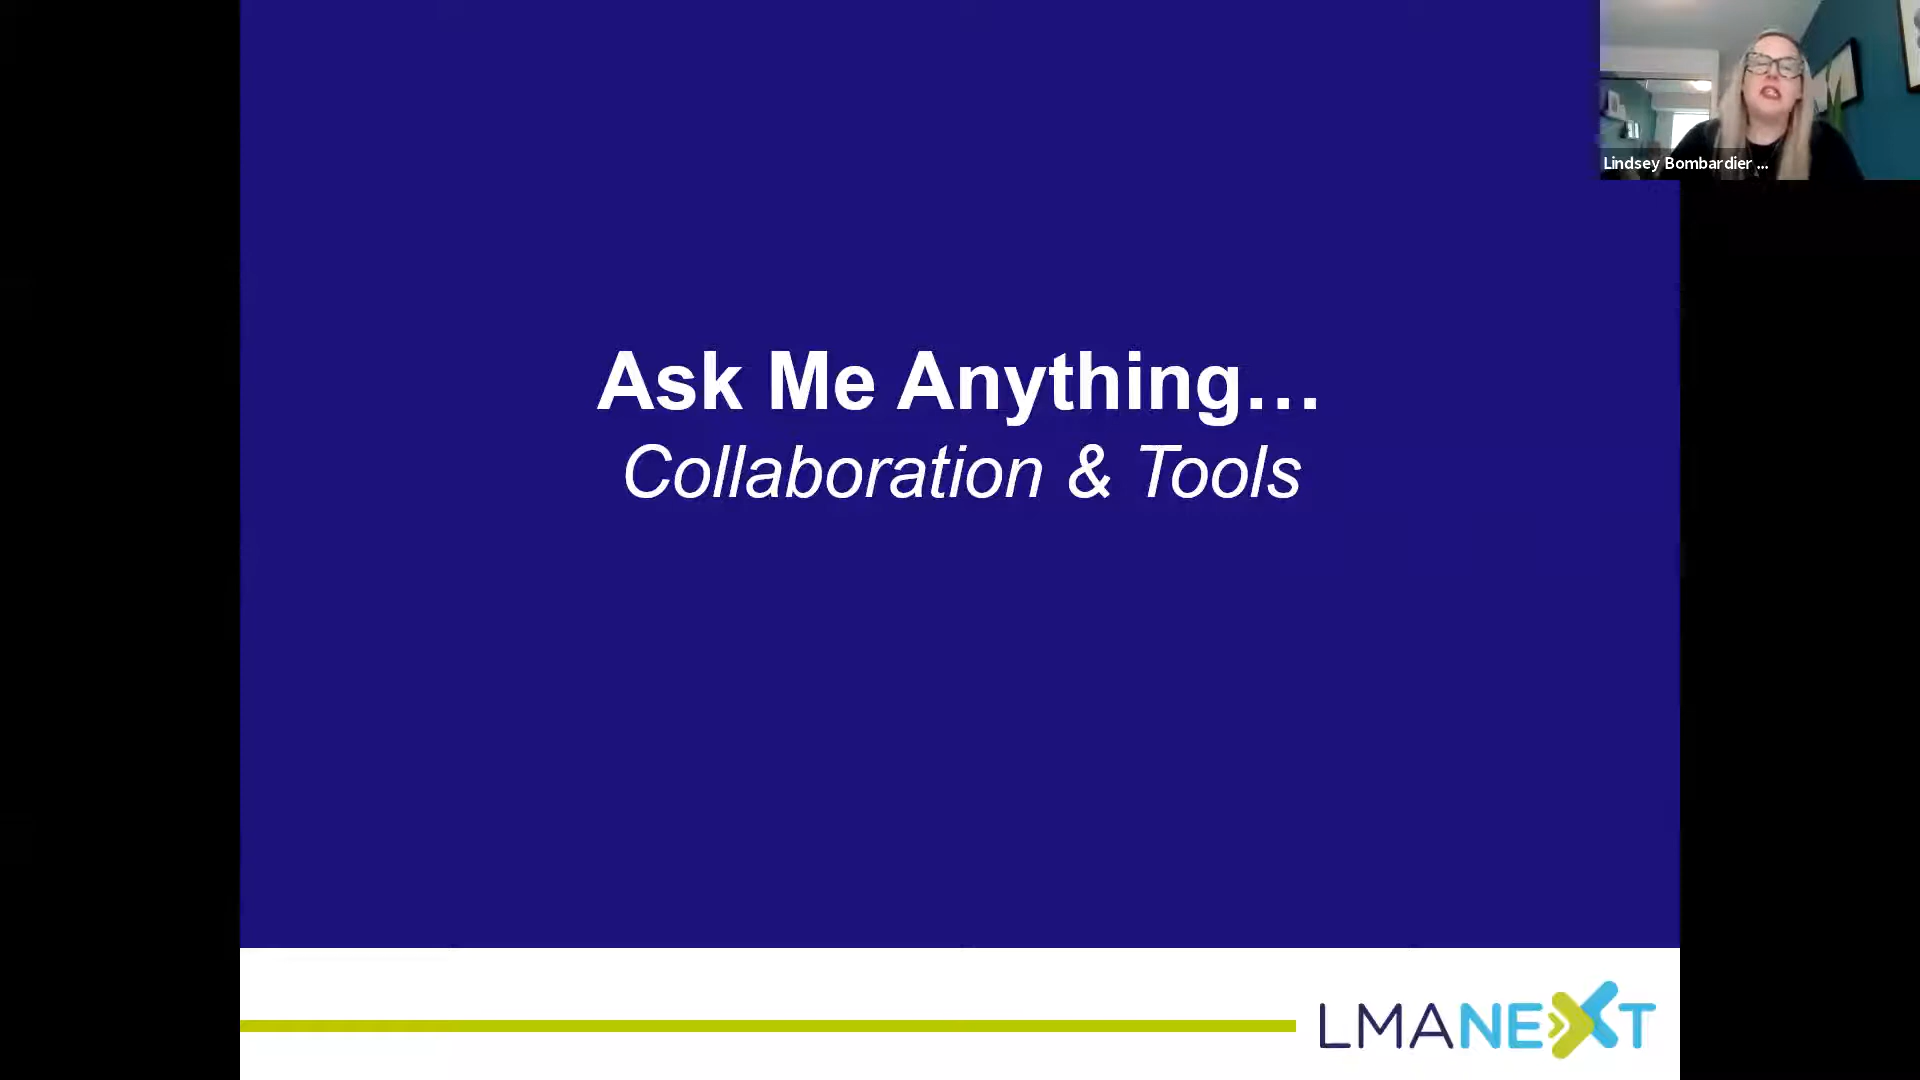 Lindsey Bombardier ...
Ask Me Anything…
Collaboration & Tools
LMANEXT